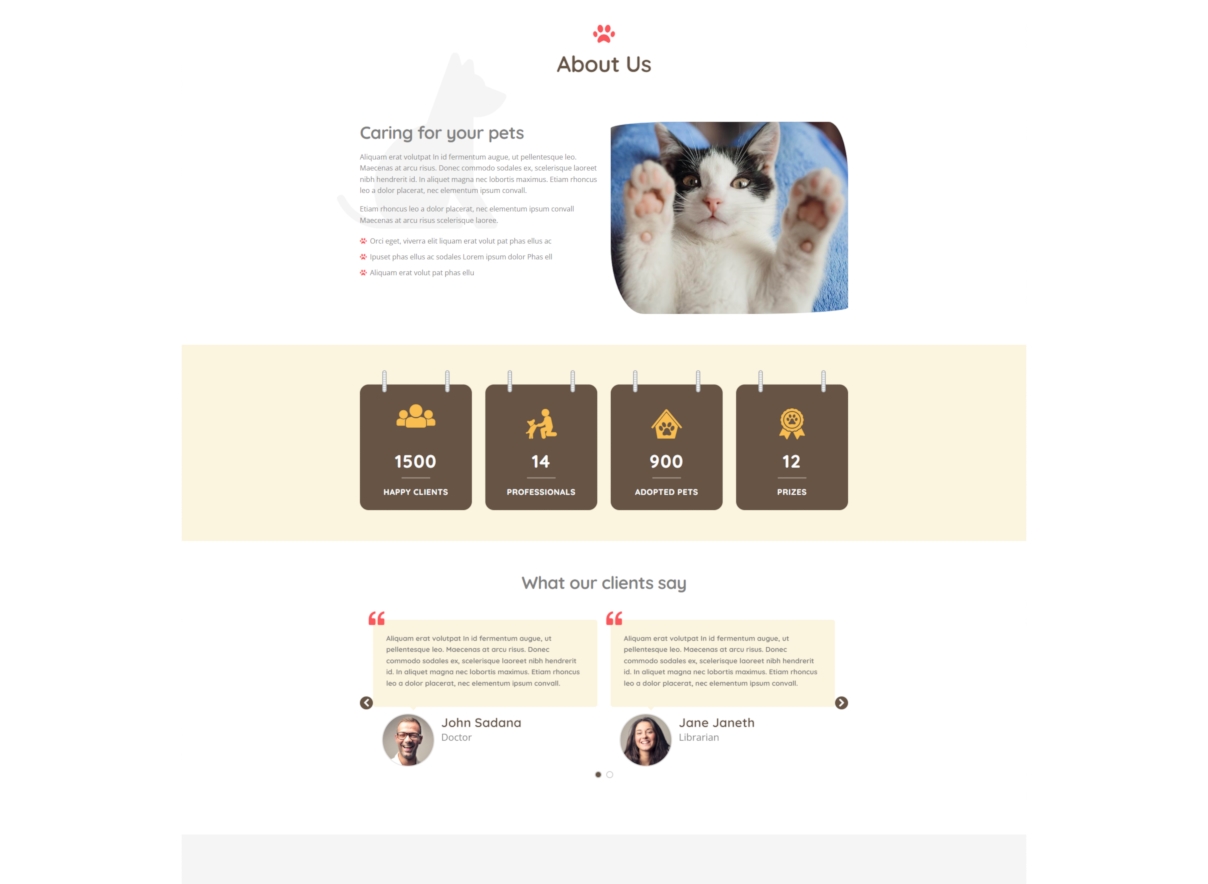 About Us
Caring for your pets
Aliquam erat volutpat In id fermentum augue, ut pellentesque leo.
Maecenas at arcu risus. Donec commodo sodales ex, scelerisque laoreet
nibh hendrerit id. In aliquet magna nec lobortis maximus. Etiam rhoncus
leo a dolor placerat, nec elementum ipsum convall.
Etiam rhoncus leo a dolor placerat, nec elementum ipsum convall
Maecenas at arcu risus scelerisque laoree.
Orci eget, viverra elit liquam erat volut pat phas ellus ac
Ipuset phas ellus ac sodales Lorem ipsum dolor Phas ell
Aliquam erat volut pat phas ellu
1500
HAPPY CLIENTS
14
PROFESSIONALS
900
ADOPTED PETS
12
PRIZES
What our clients say
Aliquam erat volutpat In id fermentum augue, ut
pellentesque leo. Maecenas at arcu risus. Donec
commodo sodales ex, scelerisque laoreet nibh hendrerit
id. In aliquet magna nec lobortis maximus. Etiam rhoncus
leo a dolor placerat, nec elementum ipsum convall.
John Sadana
Doctor
Aliquam erat volutpat In id fermentum augue, ut
pellentesque leo. Maecenas at arcu risus. Donec
commodo sodales ex, scelerisque laoreet nibh hendrerit
id. In aliquet magna nec lobortis maximus. Etiam rhoncus
leo a dolor placerat, nec elementum ipsum convall.
Jane Janeth
Librarian